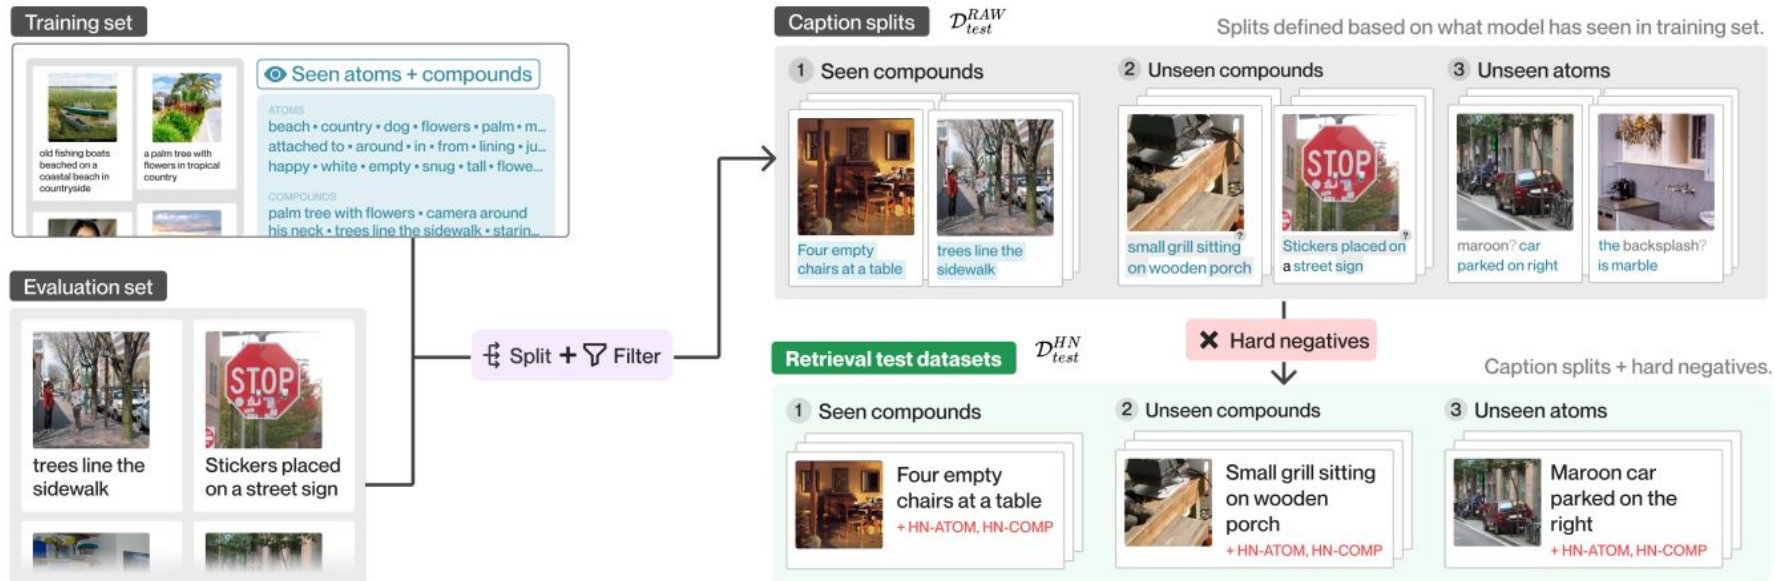 Training set
old fishing boats
beached on a
coastal beach in
countryside
a palm tree with
flowers in tropical
country
Seen atoms + compounds
ATOMS
beach • country • dog • flowers • palm • m...
attached to • around • in • from • lining • ju...
happy • white • empty • snug • tall • flowe...
COMPOUNDS
palm tree with flowers • camera around
his neck • trees line the sidewalk • starin...
Evaluation set
STOP
trees line the
sidewalk
Stickers placed
on a street sign
Split + Filter
Caption splits
D^{RAW}_{test}
Splits defined based on what model has seen in training set.
1 Seen compounds
Four empty
chairs at a table
trees line the
sidewalk
2 Unseen compounds
small grill sitting ?
on wooden porch
STOP
Stickers placed on ?
a street sign
3 Unseen atoms
maroon? car
parked on right
the backsplash?
is marble
Hard negatives
Retrieval test datasets
D^{HN}_{test}
Caption splits + hard negatives.
1 Seen compounds
Four empty
chairs at a table
+ HN-ATOM, HN-COMP
2 Unseen compounds
Small grill sitting
on wooden
porch
+ HN-ATOM, HN-COMP
3 Unseen atoms
Maroon car
parked on the
right
+ HN-ATOM, HN-COMP